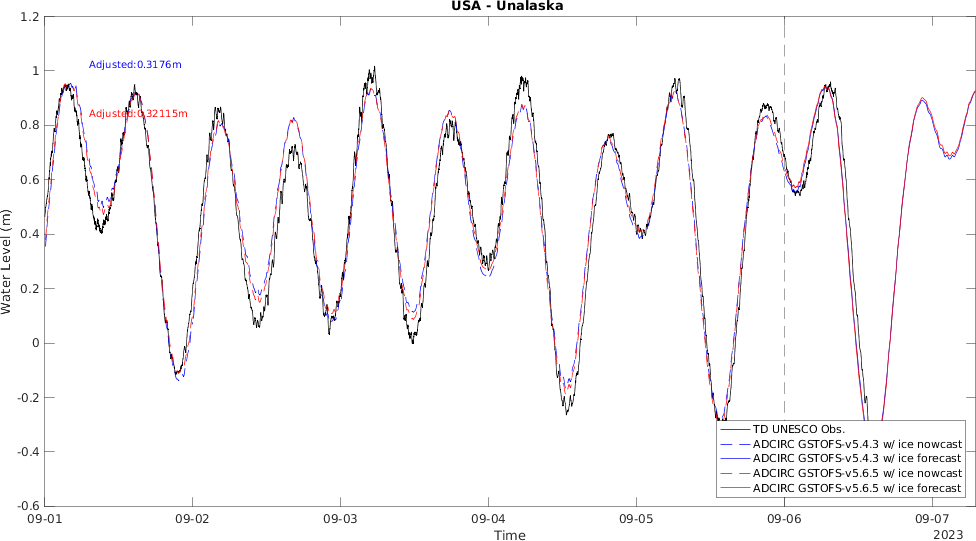 USA - Unalaska
1.2
1
0.8
0.6
0.4
0.2
0
-0.2
-0.4
-0.6
Water Level (m)
Adjusted:0.3176m
Adjusted:0.32115m
TD UNESCO Obs.
ADCIRC GSTOFS-v5.4.3 w/ ice nowcast
ADCIRC GSTOFS-v5.4.3 w/ ice forecast
ADCIRC GSTOFS-v5.6.5 w/ ice nowcast
ADCIRC GSTOFS-v5.6.5 w/ ice forecast
09-01 09-02 09-03 09-04 09-05 09-06 09-07
Time
2023